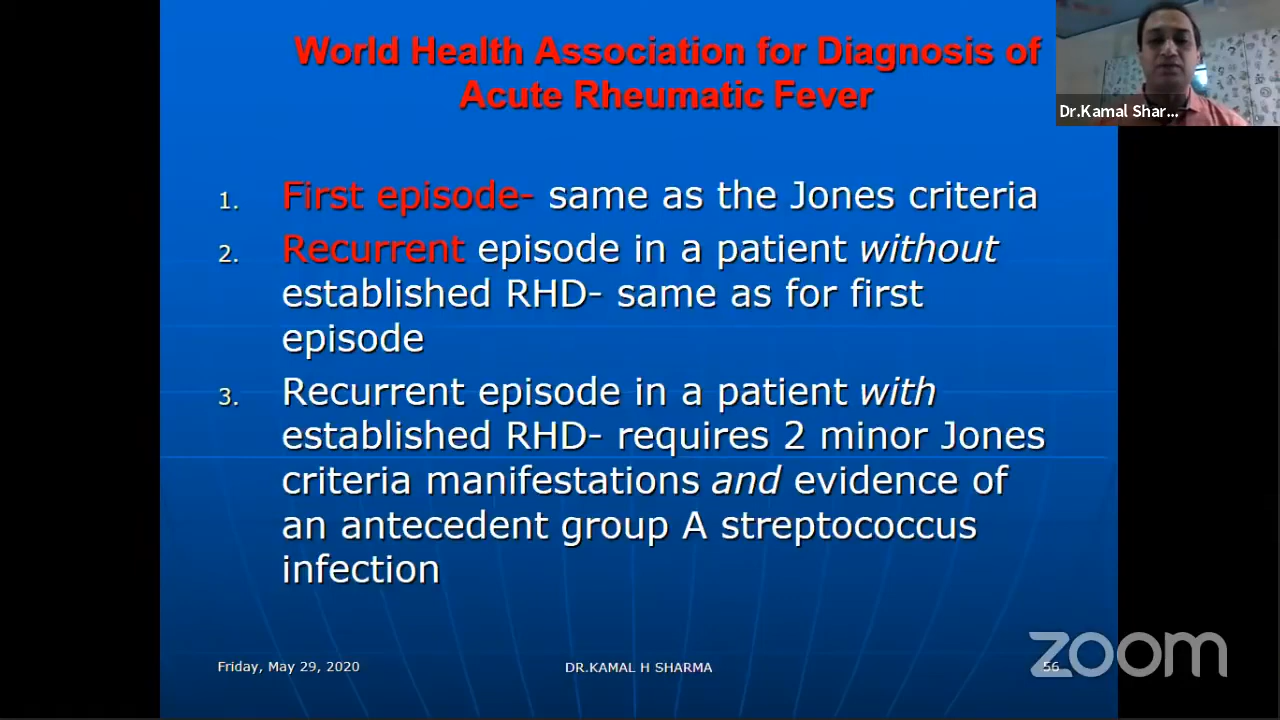 World Health Association for Diagnosis of
Acute Rheumatic Fever
Dr.Kamal Shar...
1. First episode- same as the Jones criteria
2. Recurrent episode in a patient without
established RHD- same as for first
episode
3. Recurrent episode in a patient with
established RHD- requires 2 minor Jones
criteria manifestations and evidence of
an antecedent group A streptococcus
infection
Friday, May 29, 2020
DR.KAMAL H SHARMA
56
zoom